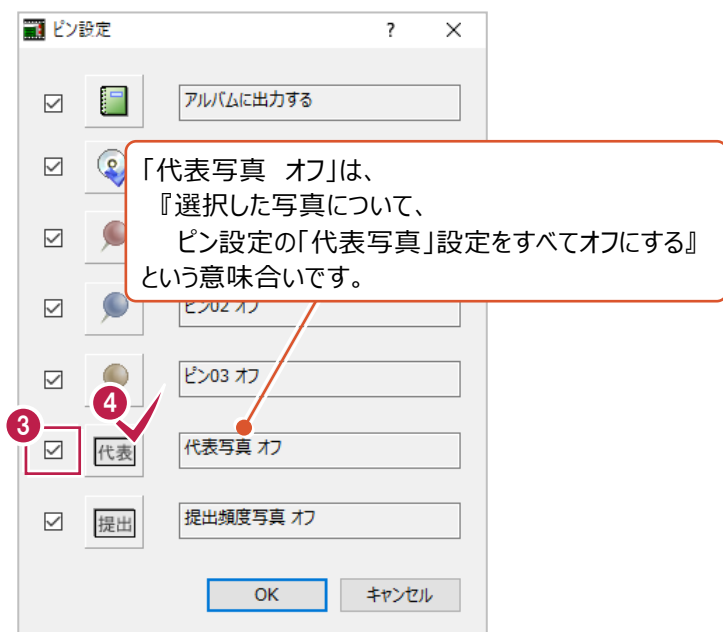 ピン設定
? ×
アルバムに出力する
「代表写真 オフ」は、
『選択した写真について、
ピン設定の「代表写真」設定をすべてオフにする』
という意味合いです。
ピン02 オフ
ピン03 オフ
4
3
代表
代表写真 オフ
提出
提出頻度写真 オフ
OK
キャンセル